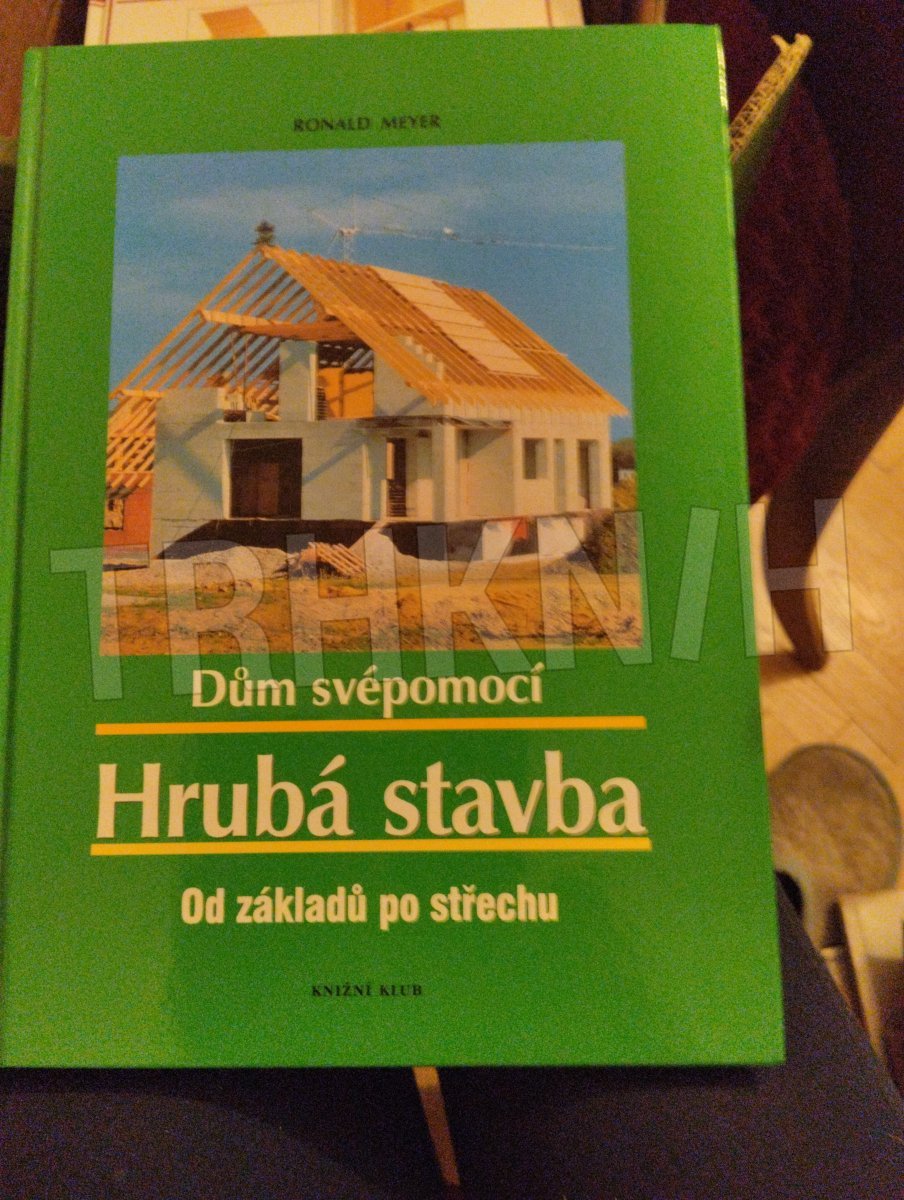 RONALD MEYER
TRHKNIH
Dům svépomocí
Hrubá stavba
Od základů po střechu
KNIŽNÍ KLUB